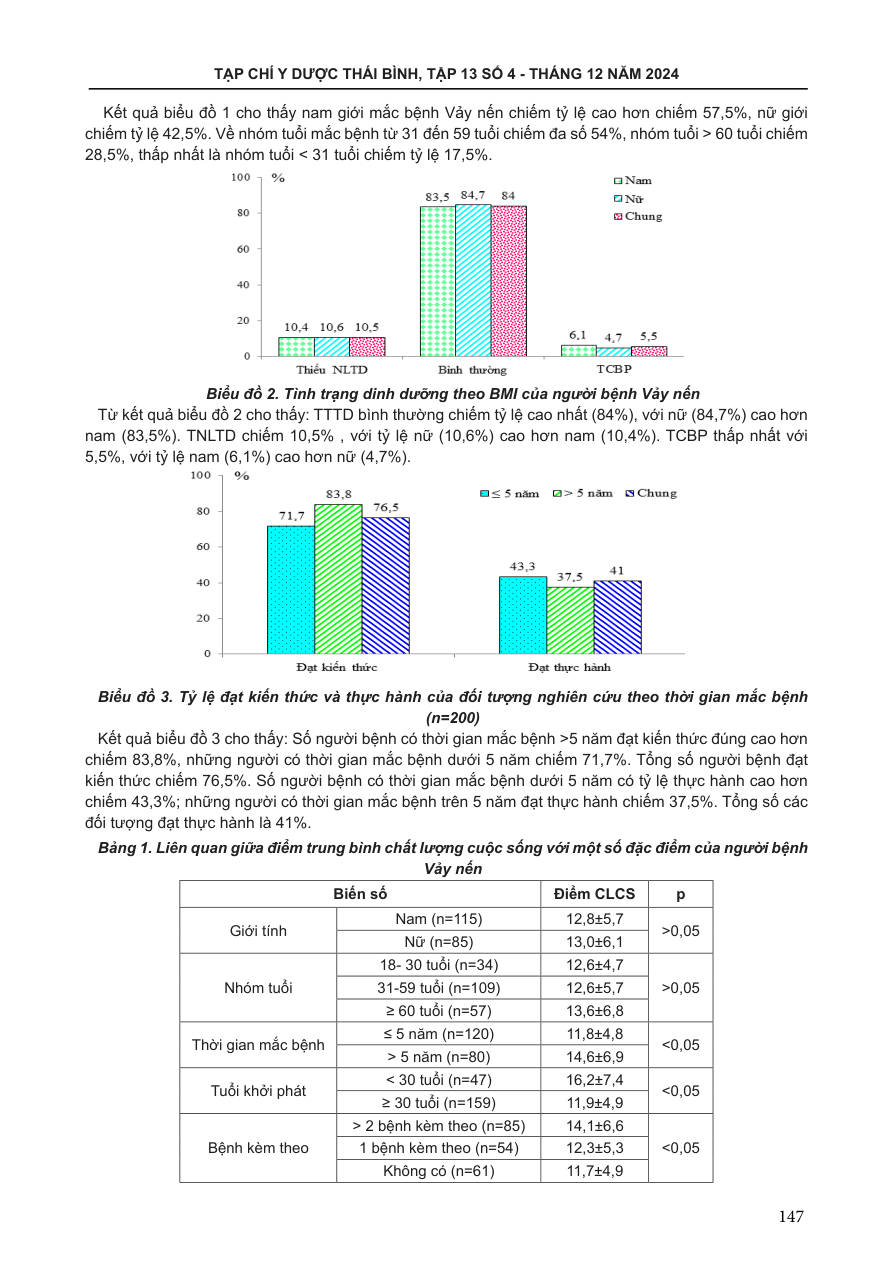 TẠP CHÍ Y DƯỢC THÁI BÌNH, TẬP 13 SỐ 4 - THÁNG 12 NĂM 2024
Kết quả biểu đồ 1 cho thấy nam giới mắc bệnh Vảy nến chiếm tỷ lệ cao hơn chiếm 57,5%, nữ giới
chiếm tỷ lệ 42,5%. Về nhóm tuổi mắc bệnh từ 31 đến 59 tuổi chiếm đa số 54%, nhóm tuổi > 60 tuổi chiếm
28,5%, thấp nhất là nhóm tuổi < 31 tuổi chiếm tỷ lệ 17,5%.
100 %
80
60
40
20
0
Nam
Nữ
Chung
83,5 84,7 84
10,4 10,6 10,5
6,1 4,7 5,5
Thiếu NLTD Bình thường TCBP
Biểu đồ 2. Tình trạng dinh dưỡng theo BMI của người bệnh Vảy nến
Từ kết quả biểu đồ 2 cho thấy: TTTD bình thường chiếm tỷ lệ cao nhất (84%), với nữ (84,7%) cao hơn
nam (83,5%). TNLTD chiếm 10,5% , với tỷ lệ nữ (10,6%) cao hơn nam (10,4%). TCBP thấp nhất với
5,5%, với tỷ lệ nam (6,1%) cao hơn nữ (4,7%).
100 %
80
60
40
20
0
≤ 5 năm > 5 năm Chung
71,7 83,8 76,5
43,3 37,5 41
Đạt kiến thức Đạt thực hành
Biểu đồ 3. Tỷ lệ đạt kiến thức và thực hành của đối tượng nghiên cứu theo thời gian mắc bệnh
(n=200)
Kết quả biểu đồ 3 cho thấy: Số người bệnh có thời gian mắc bệnh >5 năm đạt kiến thức đúng cao hơn
chiếm 83,8%, những người có thời gian mắc bệnh dưới 5 năm chiếm 71,7%. Tổng số người bệnh đạt
kiến thức chiếm 76,5%. Số người bệnh có thời gian mắc bệnh dưới 5 năm có tỷ lệ thực hành cao hơn
chiếm 43,3%; những người có thời gian mắc bệnh trên 5 năm đạt thực hành chiếm 37,5%. Tổng số các
đối tượng đạt thực hành là 41%.
Bảng 1. Liên quan giữa điểm trung bình chất lượng cuộc sống với một số đặc điểm của người bệnh
Vảy nến
Biến số Điểm CLCS p
Giới tính Nam (n=115) 12,8±5,7 >0,05
Nữ (n=85) 13,0±6,1
Nhóm tuổi 18- 30 tuổi (n=34) 12,6±4,7 >0,05
31-59 tuổi (n=109) 12,6±5,7
≥ 60 tuổi (n=57) 13,6±6,8
Thời gian mắc bệnh ≤ 5 năm (n=120) 11,8±4,8 <0,05
> 5 năm (n=80) 14,6±6,9
Tuổi khởi phát < 30 tuổi (n=47) 16,2±7,4 <0,05
≥ 30 tuổi (n=159) 11,9±4,9
Bệnh kèm theo > 2 bệnh kèm theo (n=85) 14,1±6,6 <0,05
1 bệnh kèm theo (n=54) 12,3±5,3
Không có (n=61) 11,7±4,9
147